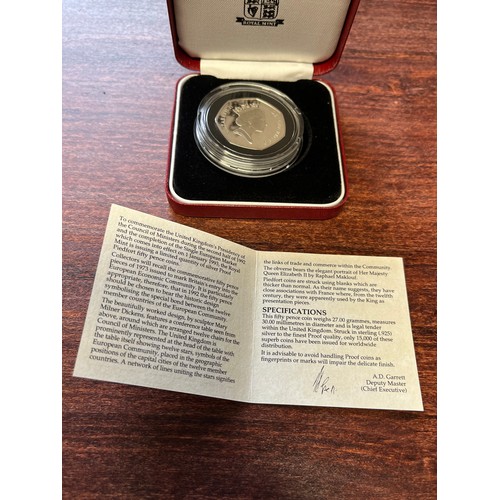 ROYAL MINT
To commemorate the United Kingdom's Presidency of
the Council of Ministers during the second half of 1992,
and the completion of the Single European Market
which comes into effect on 1 January 1993, the Royal
Mint is issuing a limited quantity of silver Proof
Piedfort fifty pence coins.
Collectors will recall the commemorative fifty pence
pieces of 1973 issued to mark Britain's entry into the
European Economic Community. It is particularly
appropriate, therefore, that in 1992 the fifty pence
should be chosen to portray this historic date
symbolising the special bond between the twelve
member countries of the European Community.
The beautifully worked design, by sculptor Mary
Milner Dickens, features a conference table seen from
above, around which are arranged twelve chairs for the
Council of Ministers. The United Kingdom is
prominently represented at the head of the table with
the table itself showing twelve stars, symbols of the
European Community, placed in the geographic
positions of the capital cities of the twelve member
countries. A network of lines uniting the stars signifies
the links of trade and commerce within the Community.
The obverse bears the elegant portrait of Her Majesty
Queen Elizabeth II by Raphael Maklouf.
Piedfort coins are struck using blanks which are
thicker than normal. As their name suggests, they have
close associations with France where, from the twelfth
century, they were apparently used by the King as
presentation pieces.
SPECIFICATIONS
This fifty pence coin weighs 27.00 grammes, measures
30.00 millimetres in diameter and is legal tender
within the United Kingdom. Struck in sterling (.925)
silver to the finest Proof quality, only 15,000 of these
superb coins have been issued for worldwide
distribution.
It is advisable to avoid handling Proof coins as
fingerprints or marks will impair the delicate finish.
A.D. Garrett
Deputy Master
(Chief Executive)